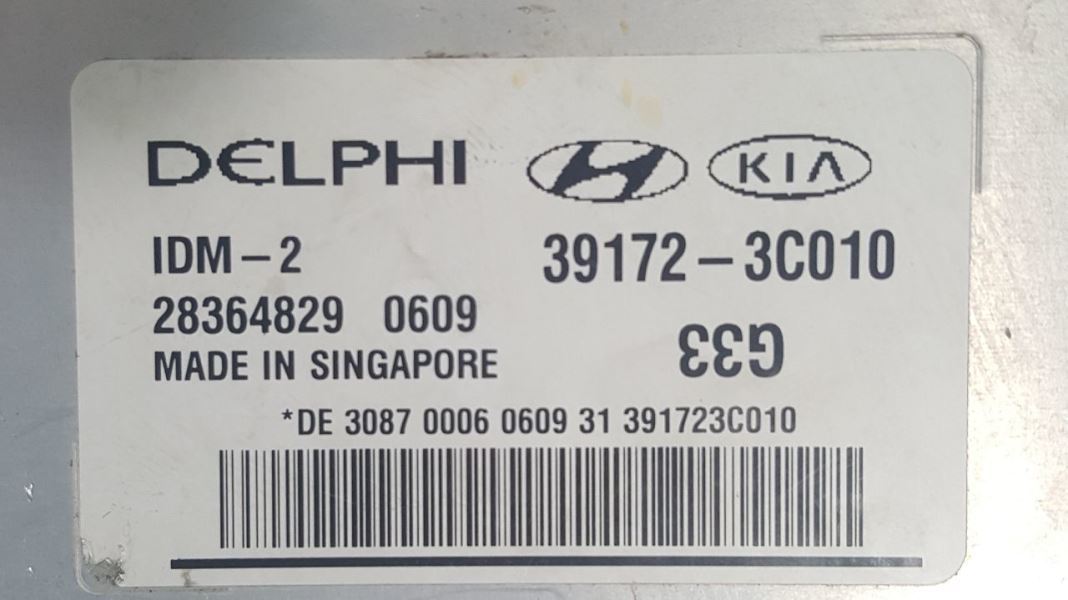 DELPHI H KIA
IDM-2 39172-3C010
28364829 0609
G33
MADE IN SINGAPORE
*DE 3087 0006 0609 31 391723C010